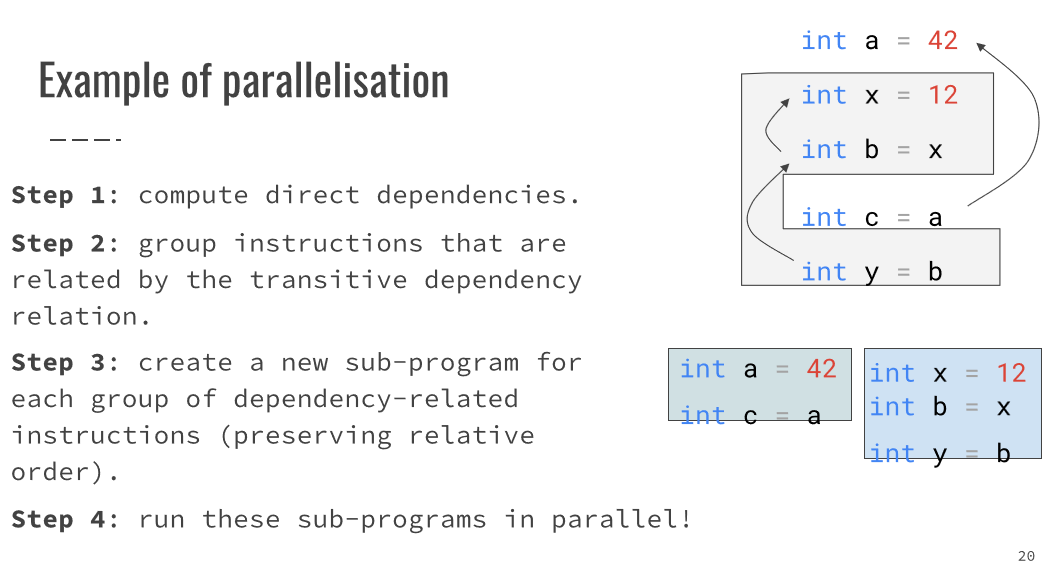 Example of parallelisation
Step 1: compute direct dependencies.
Step 2: group instructions that are
related by the transitive dependency
relation.
Step 3: create a new sub-program for
each group of dependency-related
instructions (preserving relative
order).
Step 4: run these sub-programs in parallel!
int a = 42
int x = 12
int b = x
int c = a
int y = b
int a = 42
int c = a
int x = 12
int b = x
int y = b
20